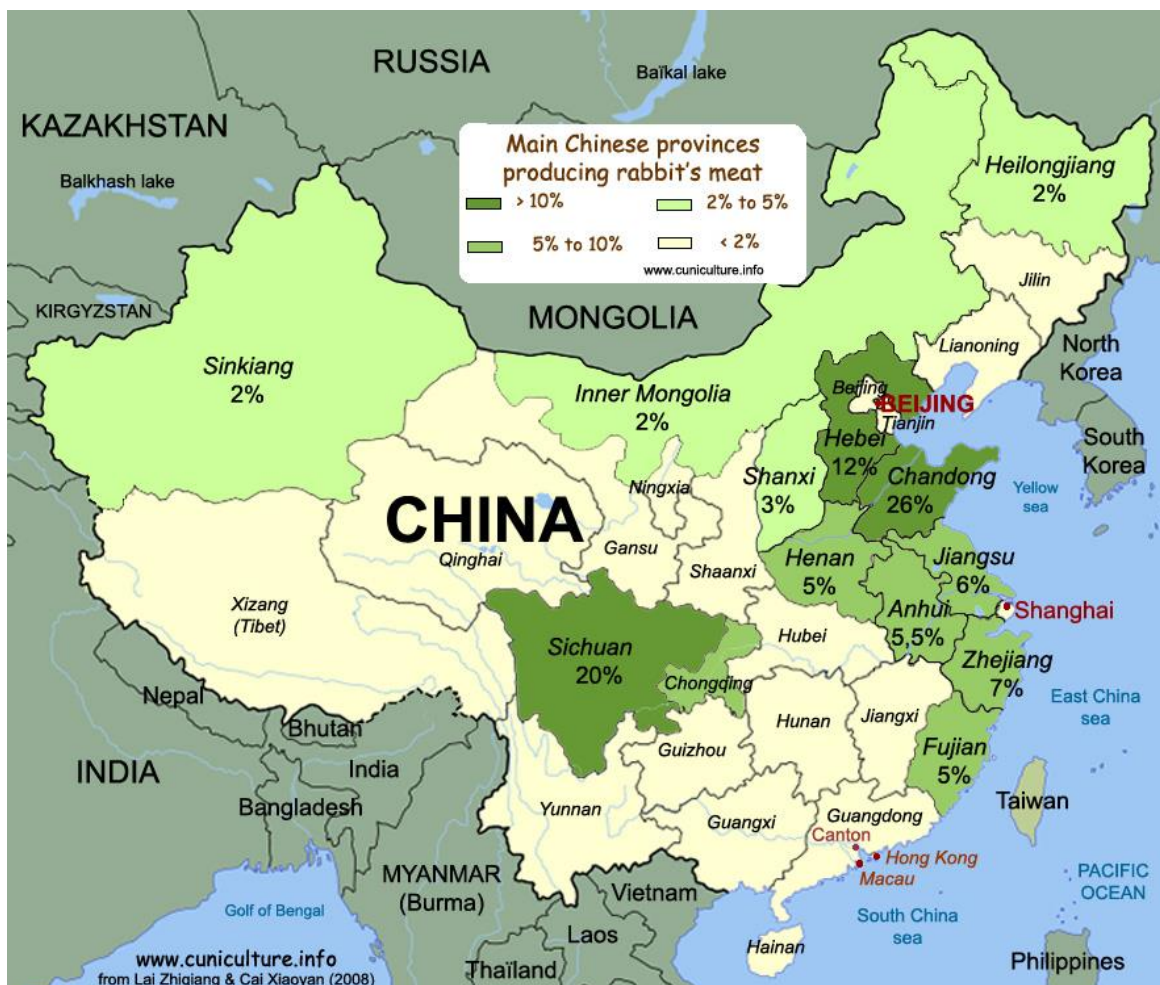 RUSSIA
Baïkal lake
KAZAKHSTAN
Balkhash lake
Main Chinese provinces
producing rabbit's meat
> 10%
2% to 5%
5% to 10%
< 2%
www.cuniculture.info
Heilongjiang
2%
Jilin
KIRGYZSTAN
MONGOLIA
Lianoning
North
Korea
Sinkiang
2%
Inner Mongolia
2%
Beijing
BEIJING
Tianjin
Hebei
12%
South
Korea
Shanxi
3%
Chandong
26%
Yellow
sea
Ningxia
CHINA
Qinghai
Gansu
Shaanxi
Henan
5%
Jiangsu
6%
Xizang
(Tibet)
Anhui
5,5%
Shanghai
Hubei
Sichuan
20%
Chongqing
Zhejiang
7%
East China
sea
Nepal
Bhutan
Hunan
Jiangxi
Guizhou
Fujian
5%
INDIA
India
Bangladesh
Taiwan
Yunnan
Guangxi
Guangdong
Canton
Hong Kong
Macau
MYANMAR
(Burma)
Vietnam
PACIFIC
OCEAN
Golf of Bengal
South China
sea
Laos
Hainan
www.cuniculture.info
from Lai Zhiqiang & Cai Xiaoyan (2008)
Thaïland
Philippines